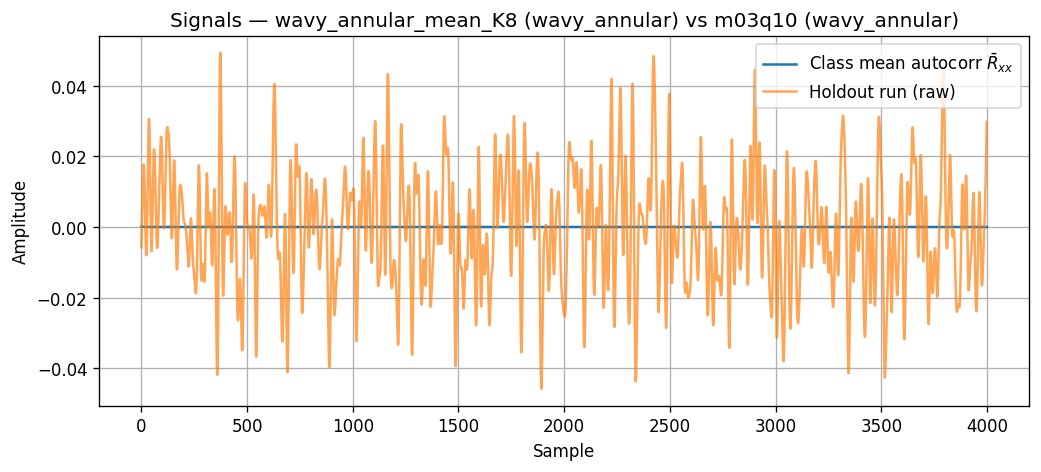 Signals — wavy_annular_mean_K8 (wavy_annular) vs m03q10 (wavy_annular)
Class mean autocorr R̄ₓₓ
Holdout run (raw)
0.04
0.02
0.00
−0.02
−0.04
Amplitude
0 500 1000 1500 2000 2500 3000 3500 4000
Sample